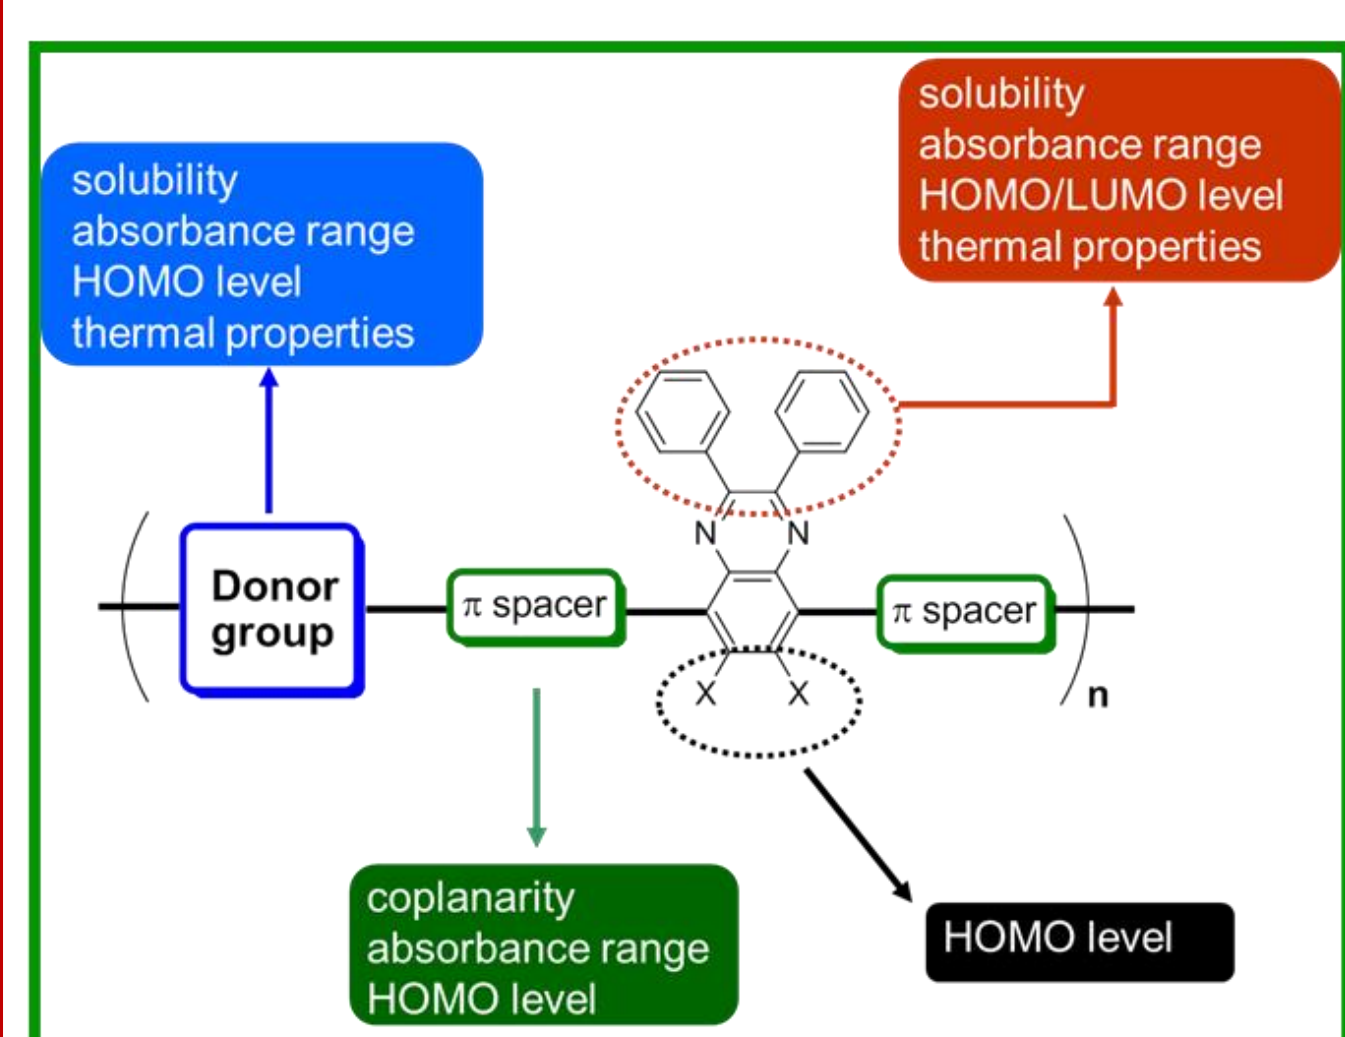 solubility
absorbance range
HOMO/LUMO level
thermal properties
solubility
absorbance range
HOMO level
thermal properties
N
N
Donor
group
π spacer
π spacer
X
X
n
coplanarity
absorbance range
HOMO level
HOMO level